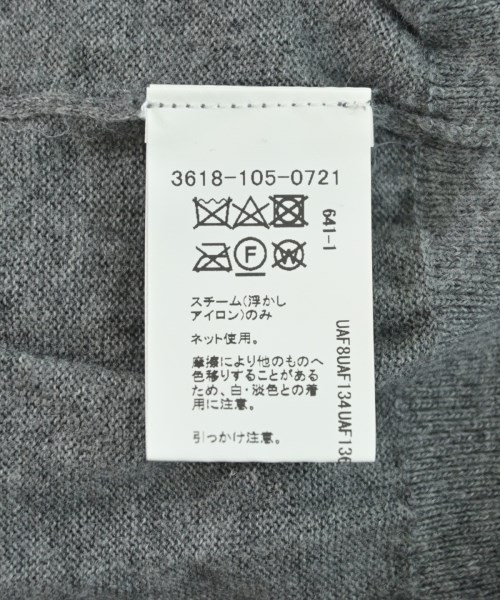 3618-105-0721
641-1
F
W
スチーム(浮かし
アイロン)のみ
ネット使用。
摩擦により他のものへ
色移りすることがある
ため、白・淡色との着
用に注意。
引っかけ注意。
UAF8UAF134UAF136